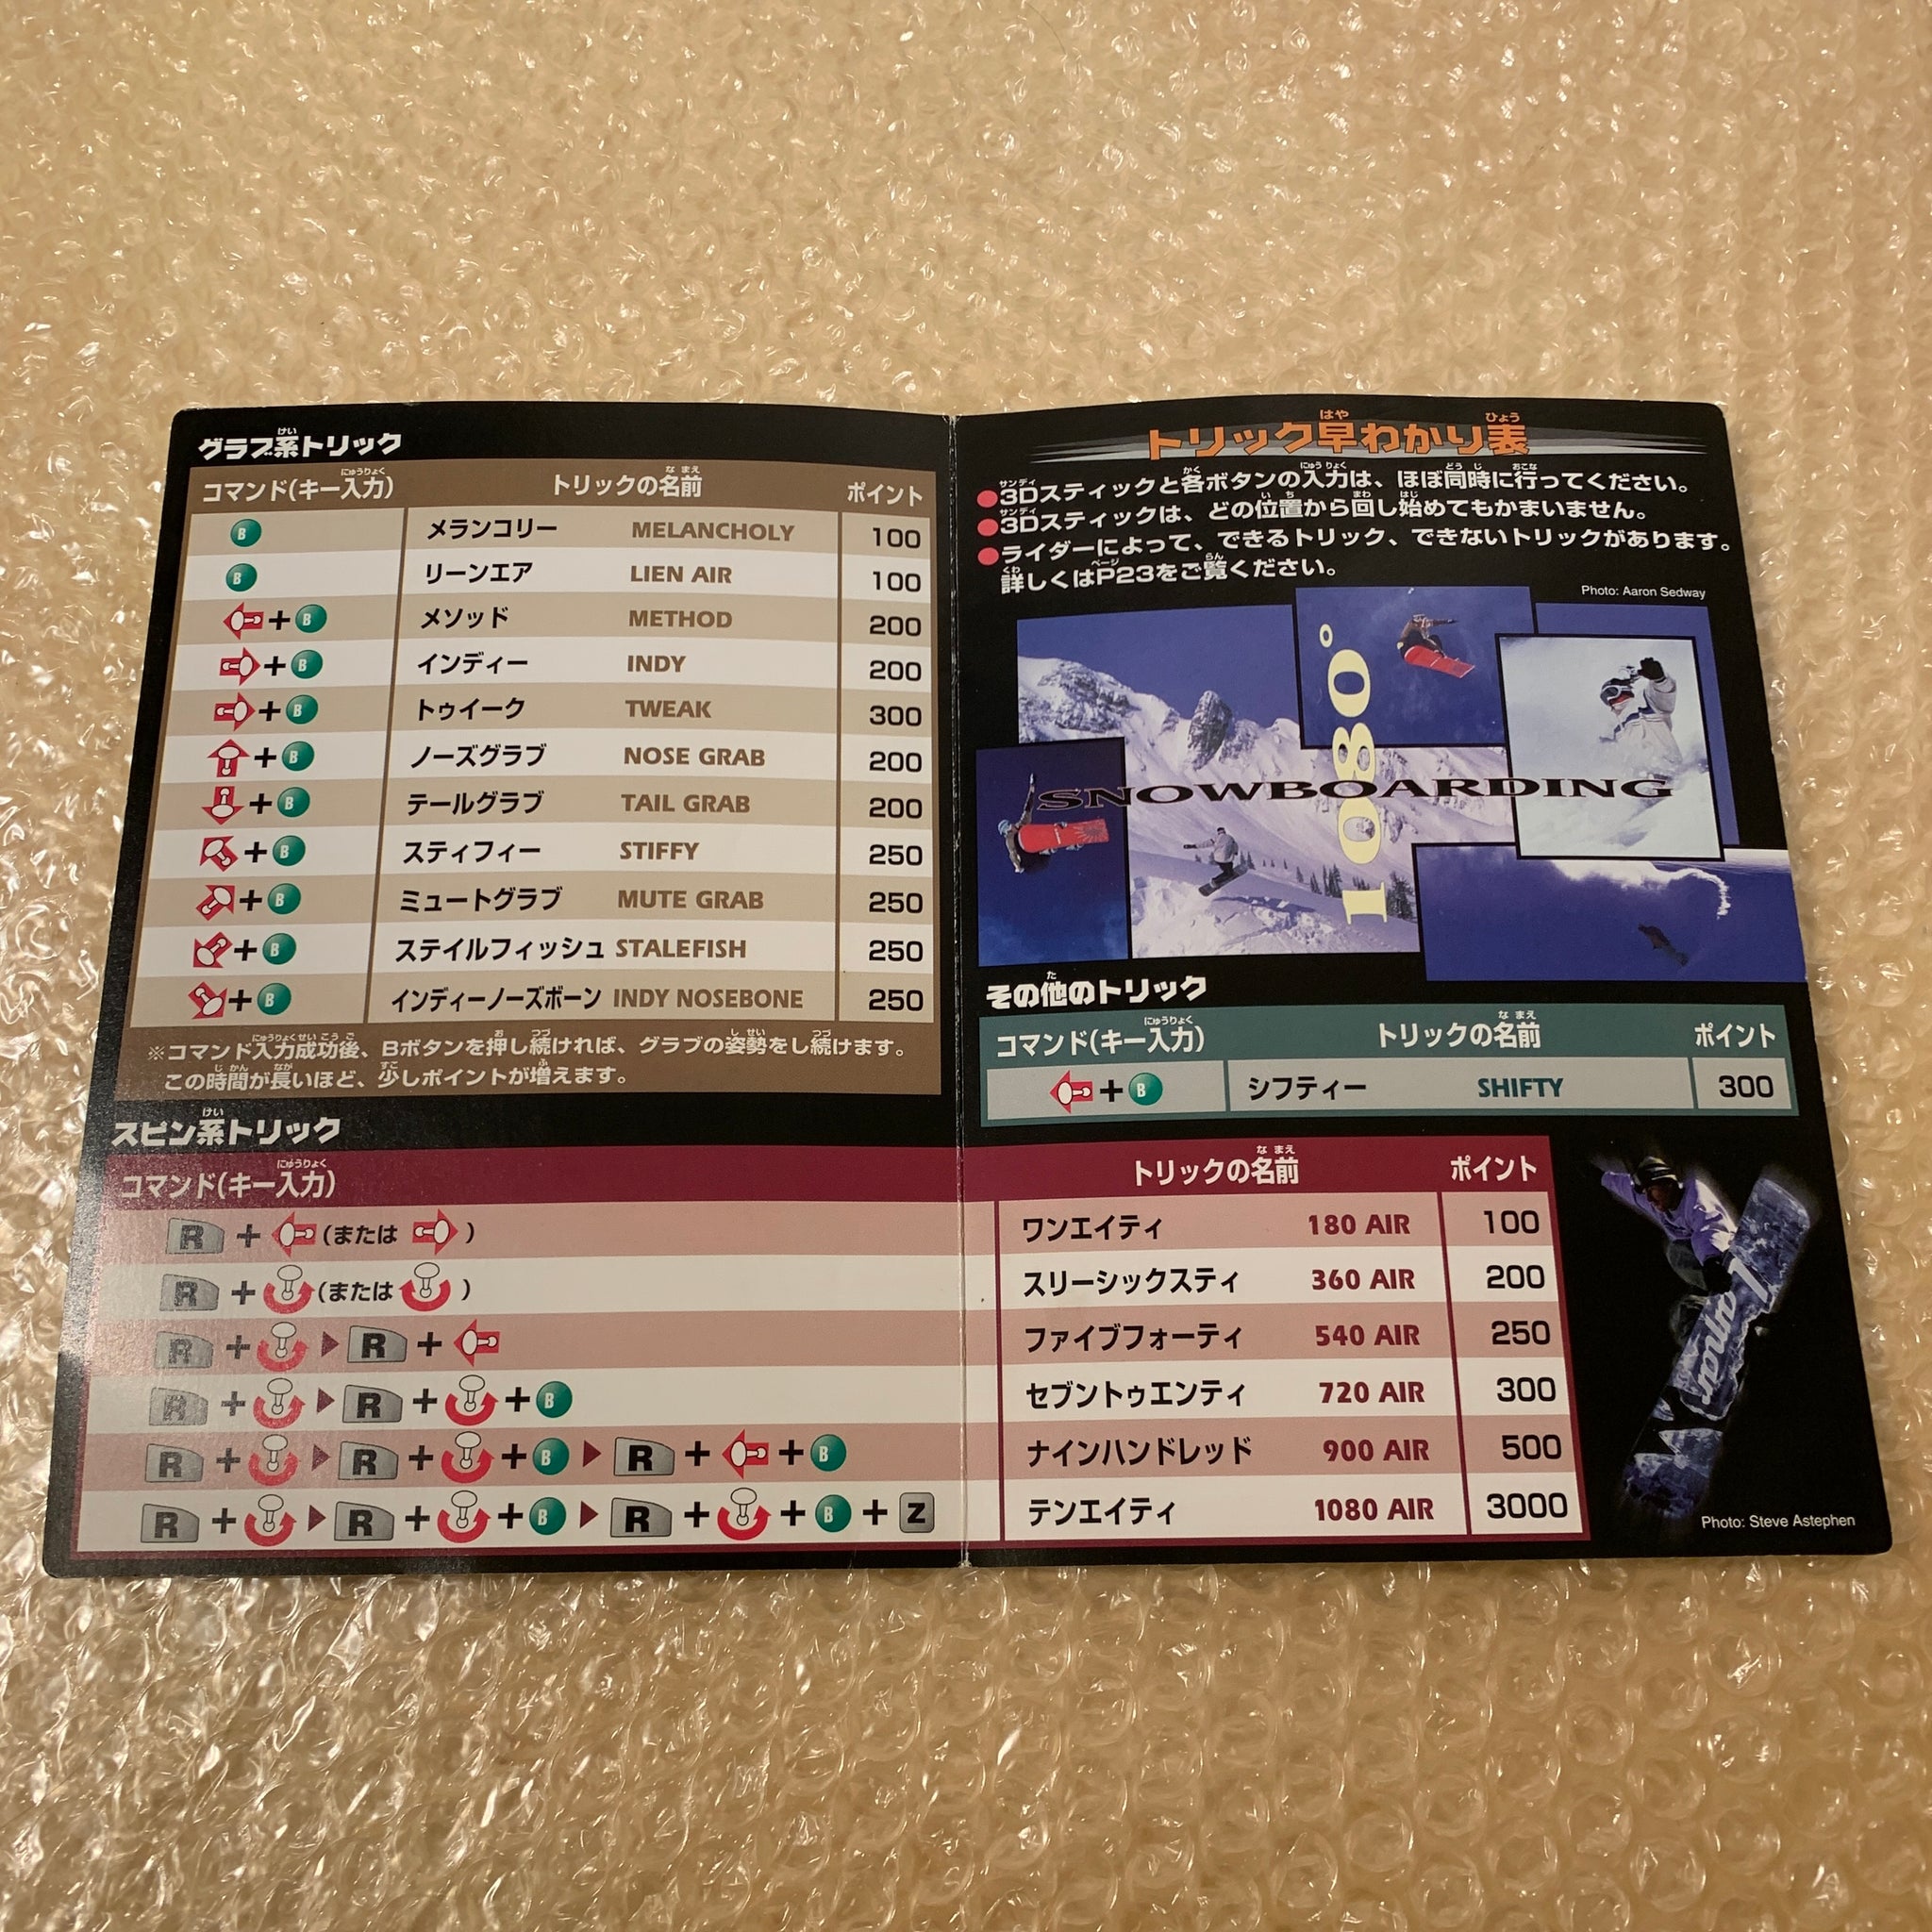 グラブ系トリック
コマンド(キー入力) トリックの名前 ポイント
B メランコリー MELANCHOLY 100
B リーンエア LIEN AIR 100
+ B メソッド METHOD 200
+ B インディー INDY 200
+ B トゥイーク TWEAK 300
+ B ノーズグラブ NOSE GRAB 200
+ B テールグラブ TAIL GRAB 200
+ B スティフィー STIFFY 250
+ B ミュートグラブ MUTE GRAB 250
+ B ステイルフィッシュ STALEFISH 250
+ B インディーノーズボーン INDY NOSEBONE 250
※コマンド入力成功後、Bボタンを押し続ければ、グラブの姿勢をし続けます。
この時間が長いほど、少しポイントが増えます。
トリック早わかり表
●3Dスティックと各ボタンの入力は、ほぼ同時に行ってください。
●3Dスティックは、どの位置から回し始めてもかまいません。
●ライダーによって、できるトリック、できないトリックがあります。
詳しくはP23をご覧ください。
Photo: Aaron Sedway
1080°
SNOWBOARDING
その他のトリック
コマンド(キー入力) トリックの名前 ポイント
+ B シフティー SHIFTY 300
スピン系トリック
コマンド(キー入力) トリックの名前 ポイント
R + (または ) ワンエイティ 180 AIR 100
R + (または ) スリーシックスティ 360 AIR 200
R + R + ファイブフォーティ 540 AIR 250
R + R + + B セブントゥエンティ 720 AIR 300
R + R + + B R + + B ナインハンドレッド 900 AIR 500
R + R + + B R + + B + Z テンエイティ 1080 AIR 3000
Photo: Steve Astephen